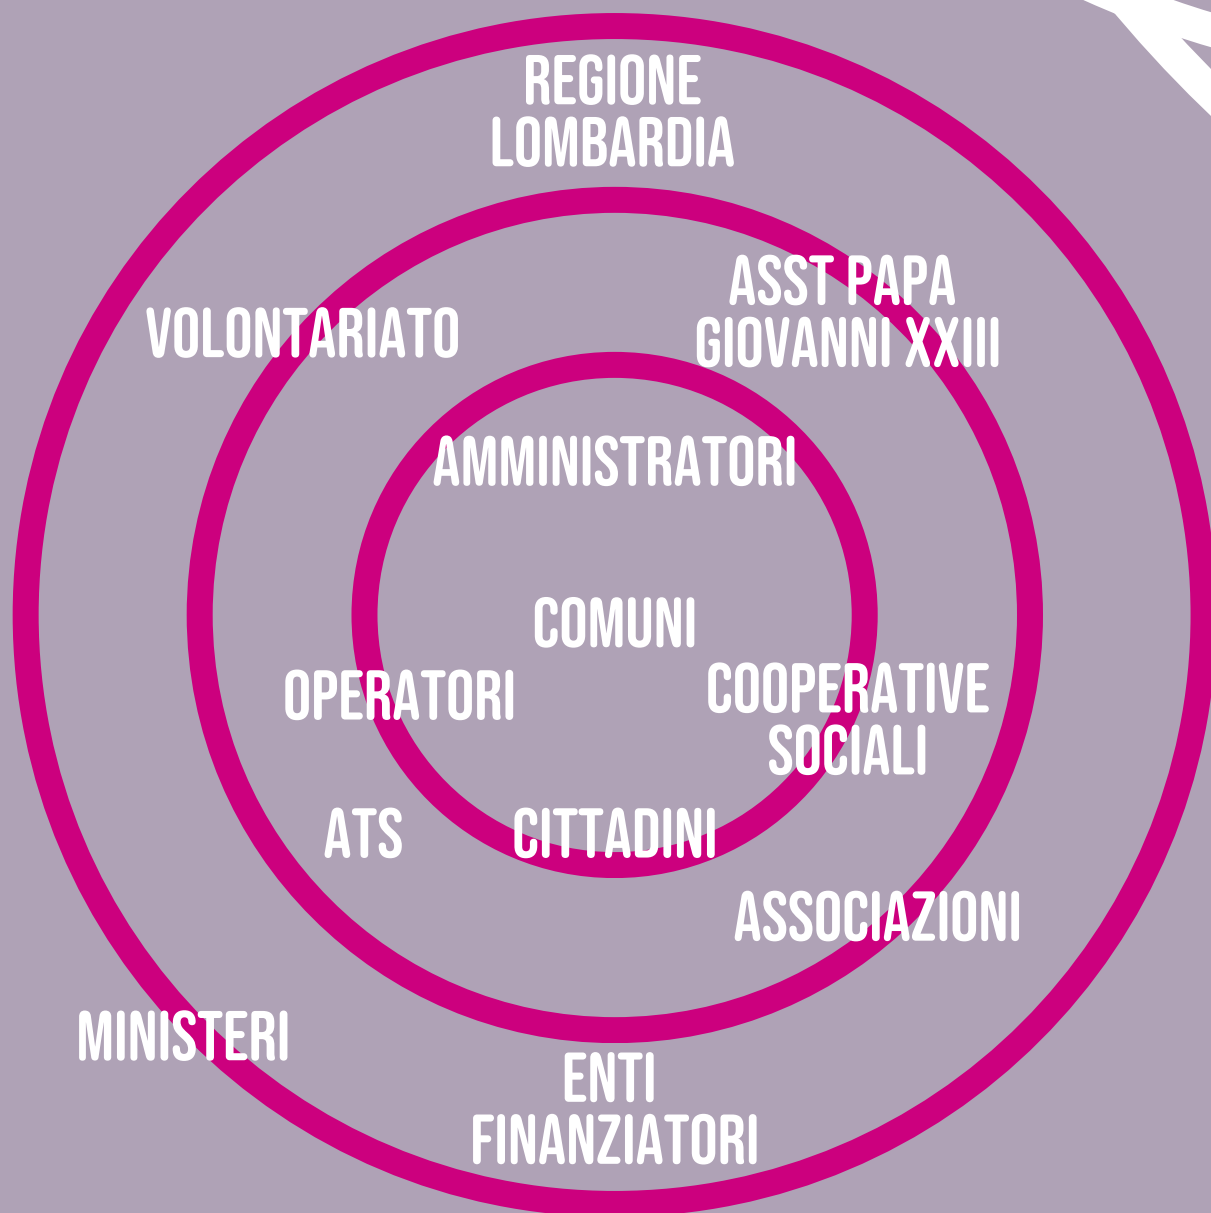 REGIONE
LOMBARDIA
ASST PAPA
GIOVANNI XXIII
VOLONTARIATO
AMMINISTRATORI
COMUNI
OPERATORI
COOPERATIVE
SOCIALI
ATS
CITTADINI
ASSOCIAZIONI
MINISTERI
ENTI
FINANZIATORI